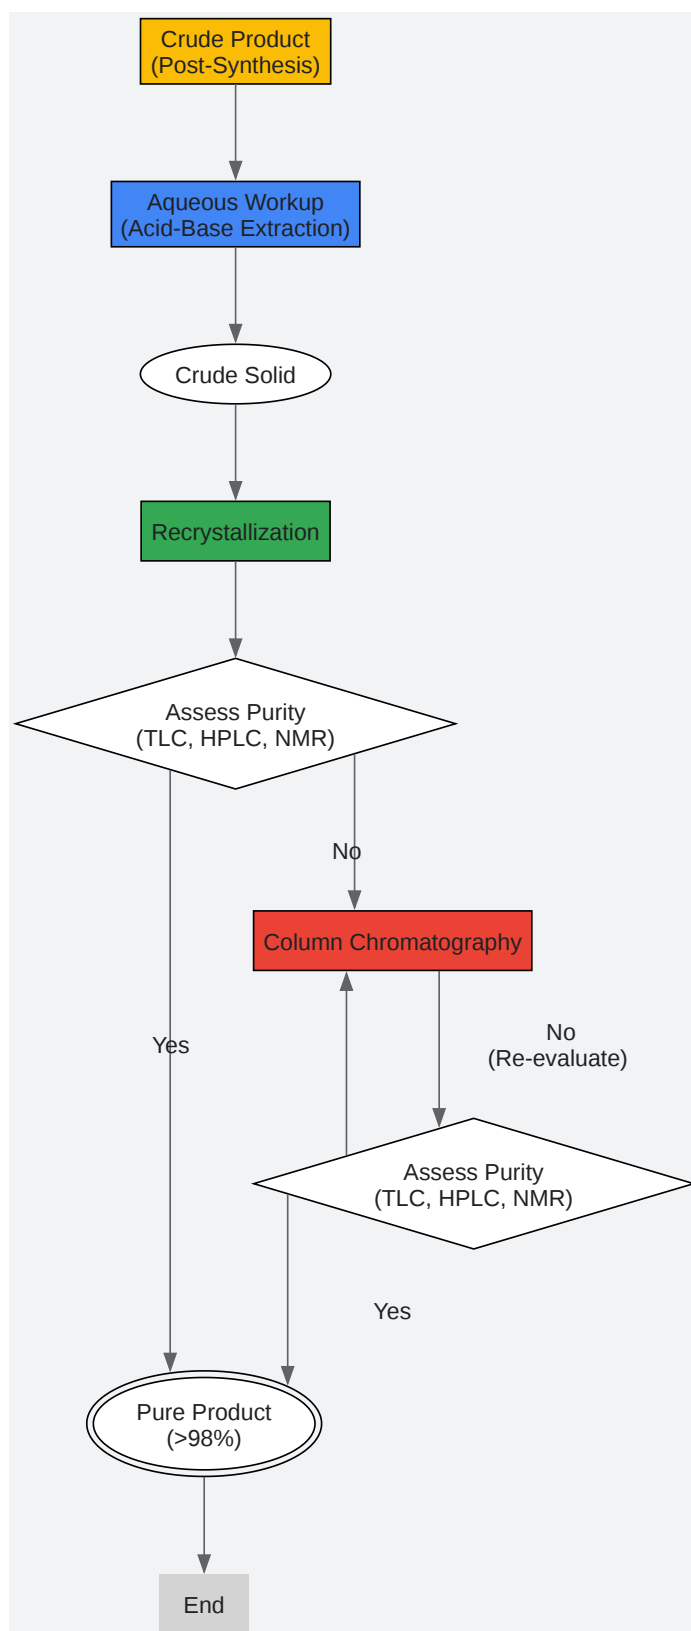 Crude Product
(Post-Synthesis)
Aqueous Workup
(Acid-Base Extraction)
Crude Solid
Recrystallization
Assess Purity
(TLC, HPLC, NMR)
No
Column Chromatography
Yes
No
(Re-evaluate)
Assess Purity
(TLC, HPLC, NMR)
Yes
Pure Product
(>98%)
End